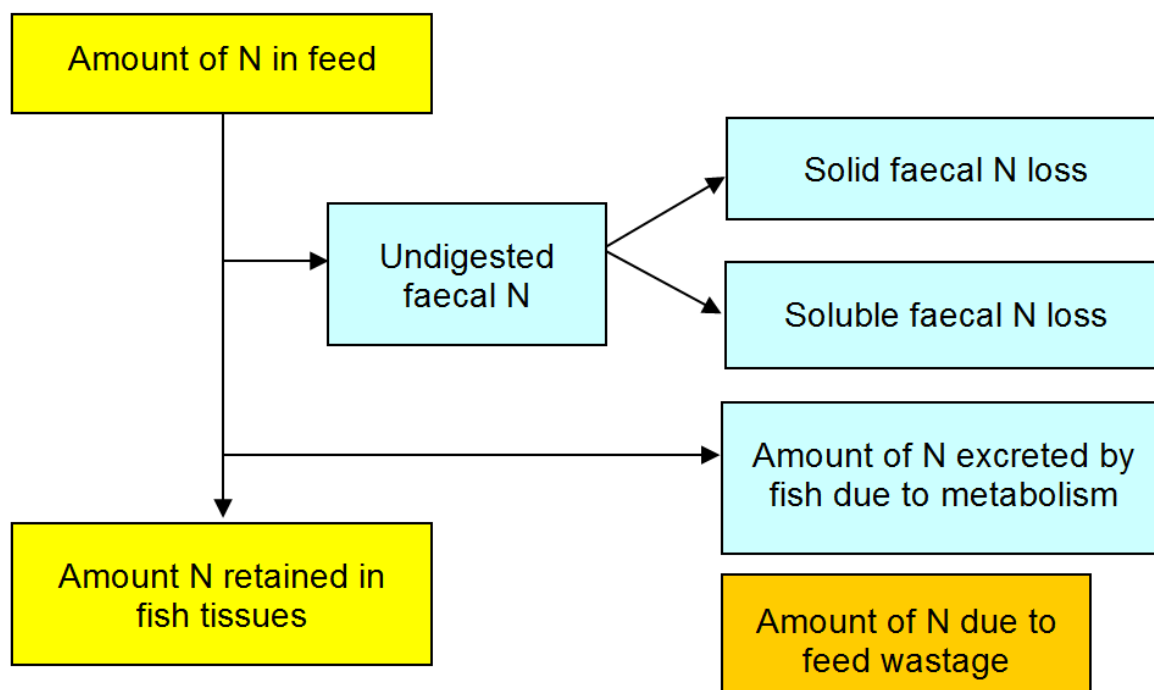 Amount of N in feed
Solid faecal N loss
Undigested
faecal N
Soluble faecal N loss
Amount of N excreted by
fish due to metabolism
Amount N retained in
fish tissues
Amount of N due to
feed wastage